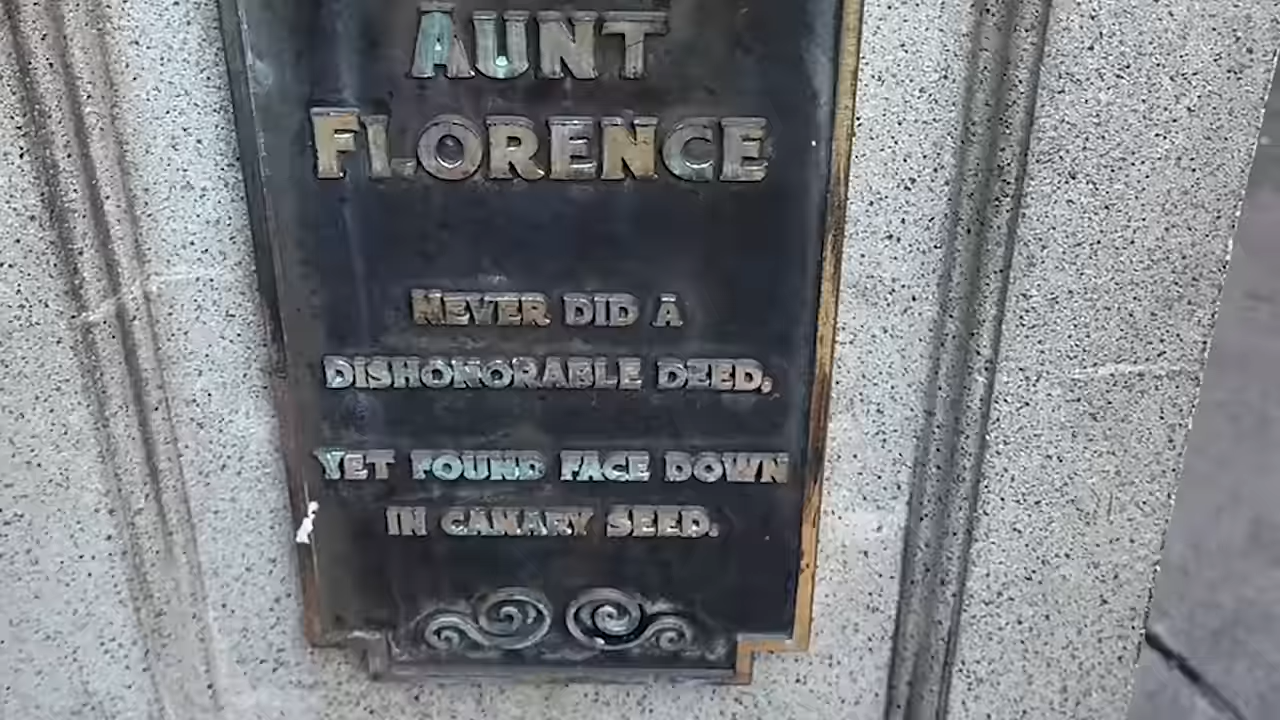 AUNT
FLORENCE
NEVER DID A
DISHONORABLE DEED,
YET FOUND FACE DOWN
IN CANARY SEED.